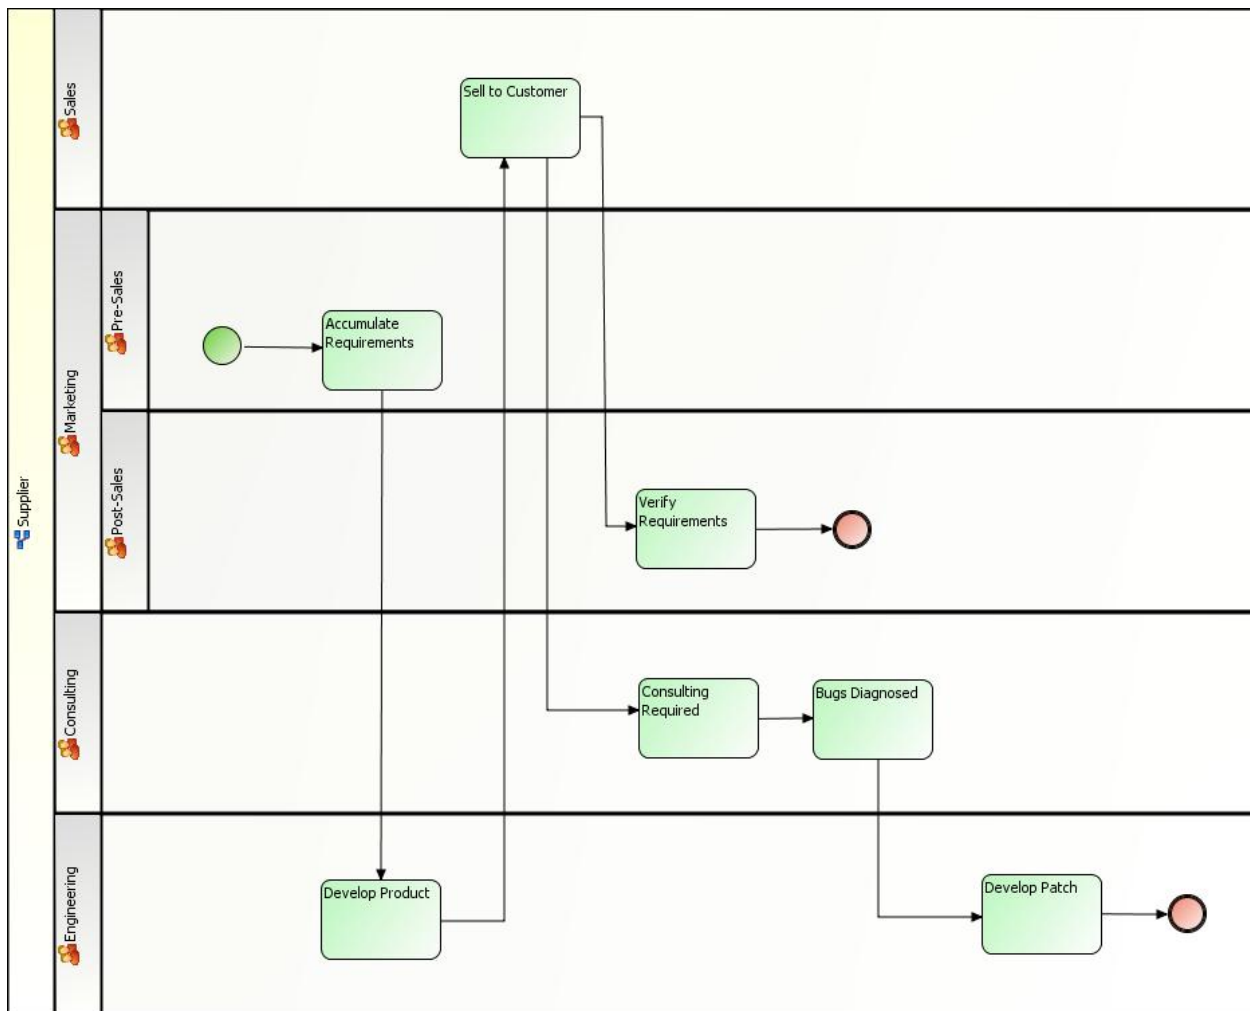 Supplier
Sales
Sell to Customer
Marketing
Pre-Sales
Accumulate
Requirements
Post-Sales
Verify
Requirements
Consulting
Consulting
Required
Bugs Diagnosed
Engineering
Develop Product
Develop Patch